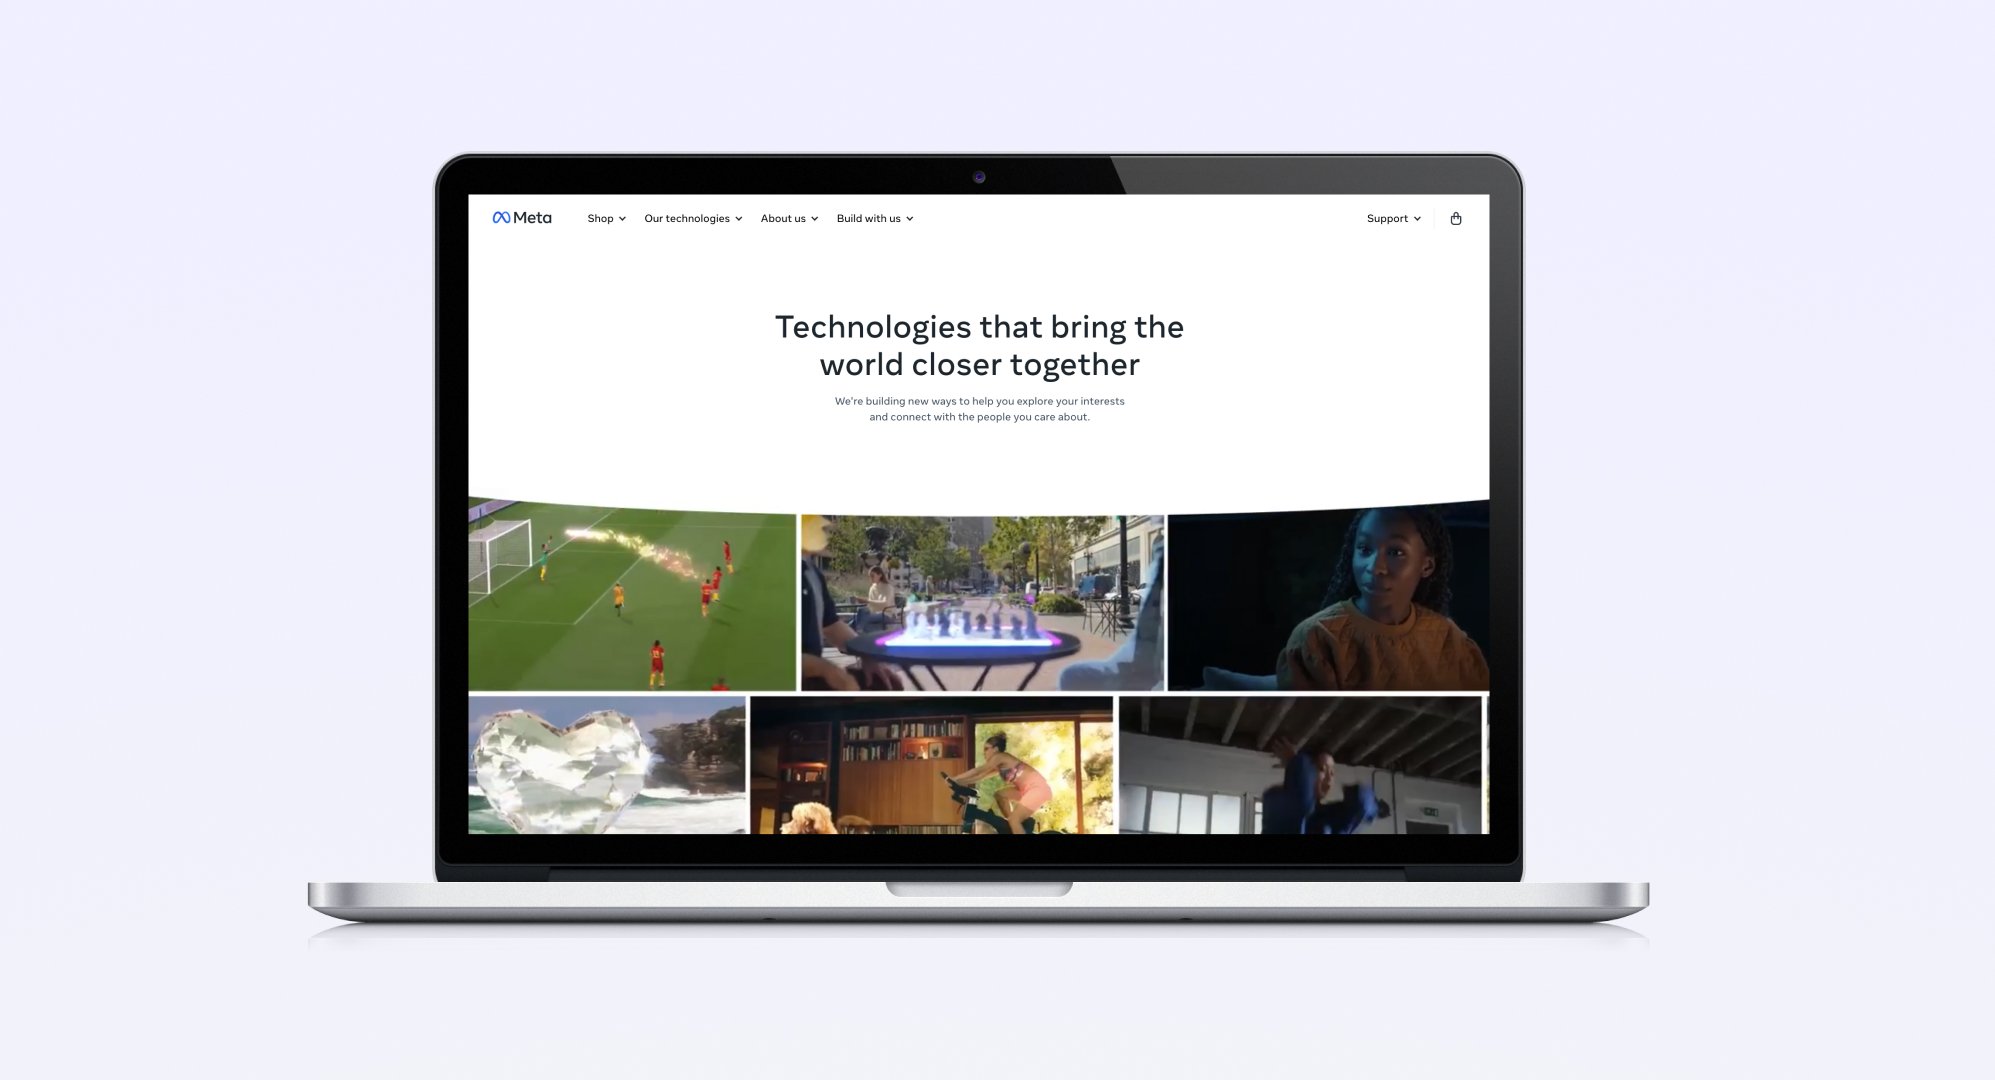 Meta
Shop
Our technologies
About us
Build with us
Support
Technologies that bring the
world closer together
We're building new ways to help you explore your interests
and connect with the people you care about.